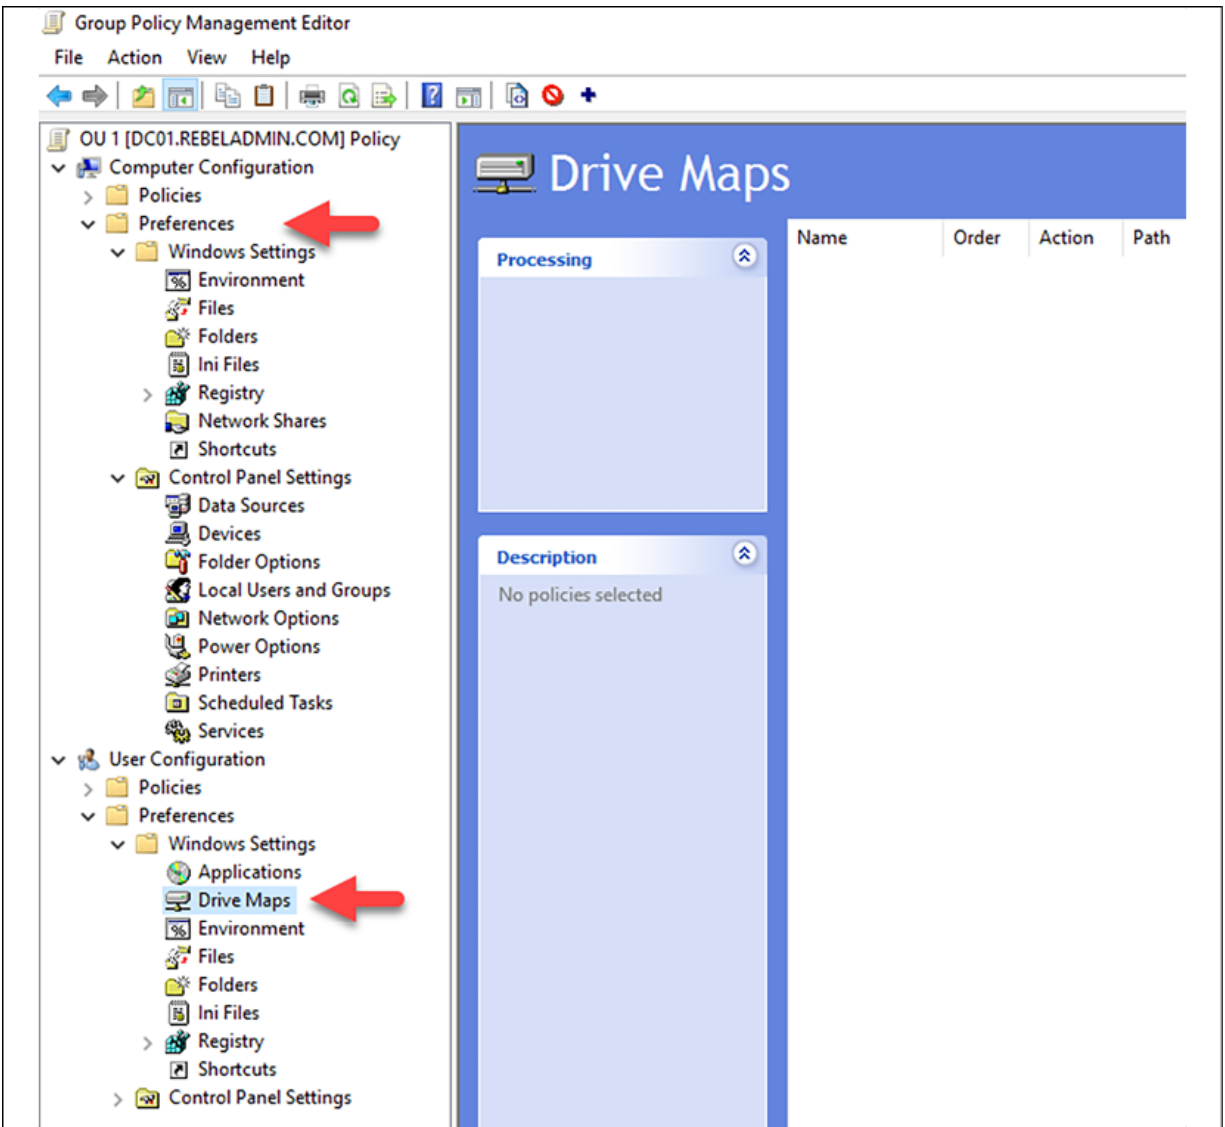 Group Policy Management Editor
File Action View Help
OU 1 [DC01.REBELADMIN.COM] Policy
Computer Configuration
Policies
Preferences
Windows Settings
Environment
Files
Folders
Ini Files
Registry
Network Shares
Shortcuts
Control Panel Settings
Data Sources
Devices
Folder Options
Local Users and Groups
Network Options
Power Options
Printers
Scheduled Tasks
Services
User Configuration
Policies
Preferences
Windows Settings
Applications
Drive Maps
Environment
Files
Folders
Ini Files
Registry
Shortcuts
Control Panel Settings
Drive Maps
Processing
Description
No policies selected
Name Order Action Path